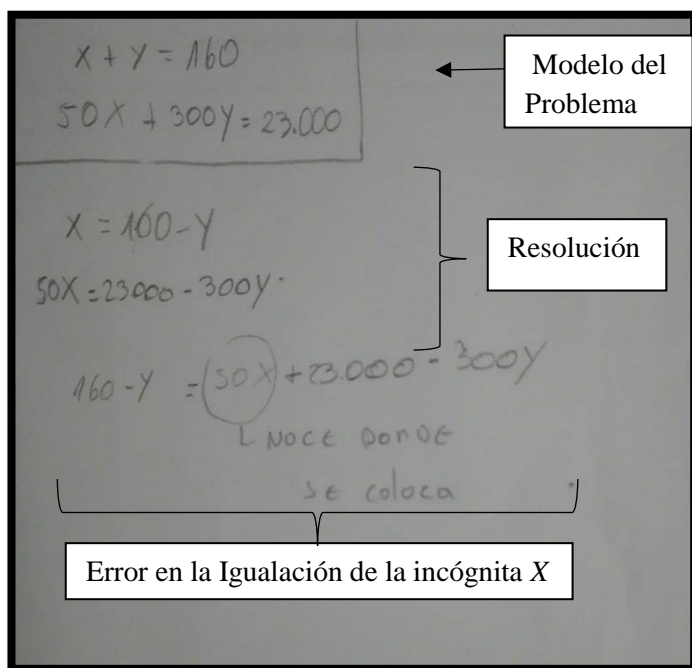 X + Y = 160
50X + 300Y = 23.000
Modelo del
Problema
X = 160 - Y
50X = 23000 - 300Y.
Resolución
160 - Y = (50X) + 23.000 - 300Y
NOCE DONDE
SE coloca
Error en la Igualación de la incógnita X